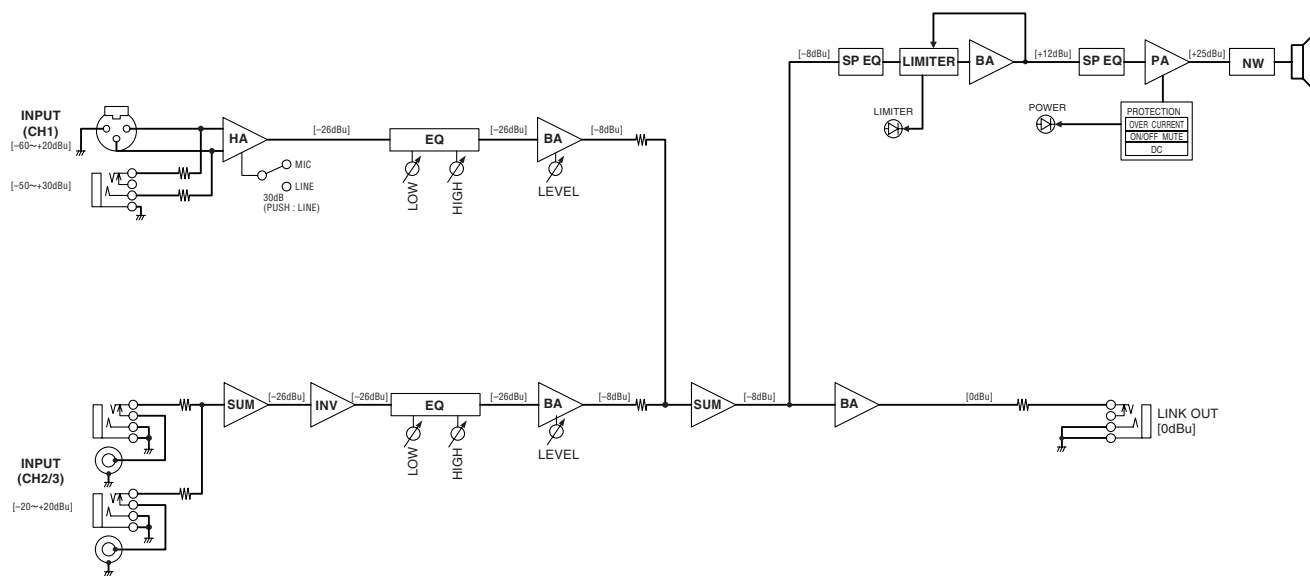 [–8dBu]
SP EQ
LIMITER
BA
[+12dBu]
SP EQ
PA
[+25dBu]
NW
LIMITER
POWER
PROTECTION
OVER CURRENT
ON/OFF MUTE
DC
INPUT
(CH1)
[–60~+20dBu]
[–50~+30dBu]
HA
[–26dBu]
EQ
[–26dBu]
BA
[–8dBu]
MIC
LINE
30dB
(PUSH : LINE)
LOW
HIGH
LEVEL
SUM
[–26dBu]
INV
[–26dBu]
EQ
[–26dBu]
BA
[–8dBu]
SUM
[–8dBu]
BA
[0dBu]
LINK OUT
[0dBu]
LOW
HIGH
LEVEL
INPUT
(CH2/3)
[–20~+20dBu]